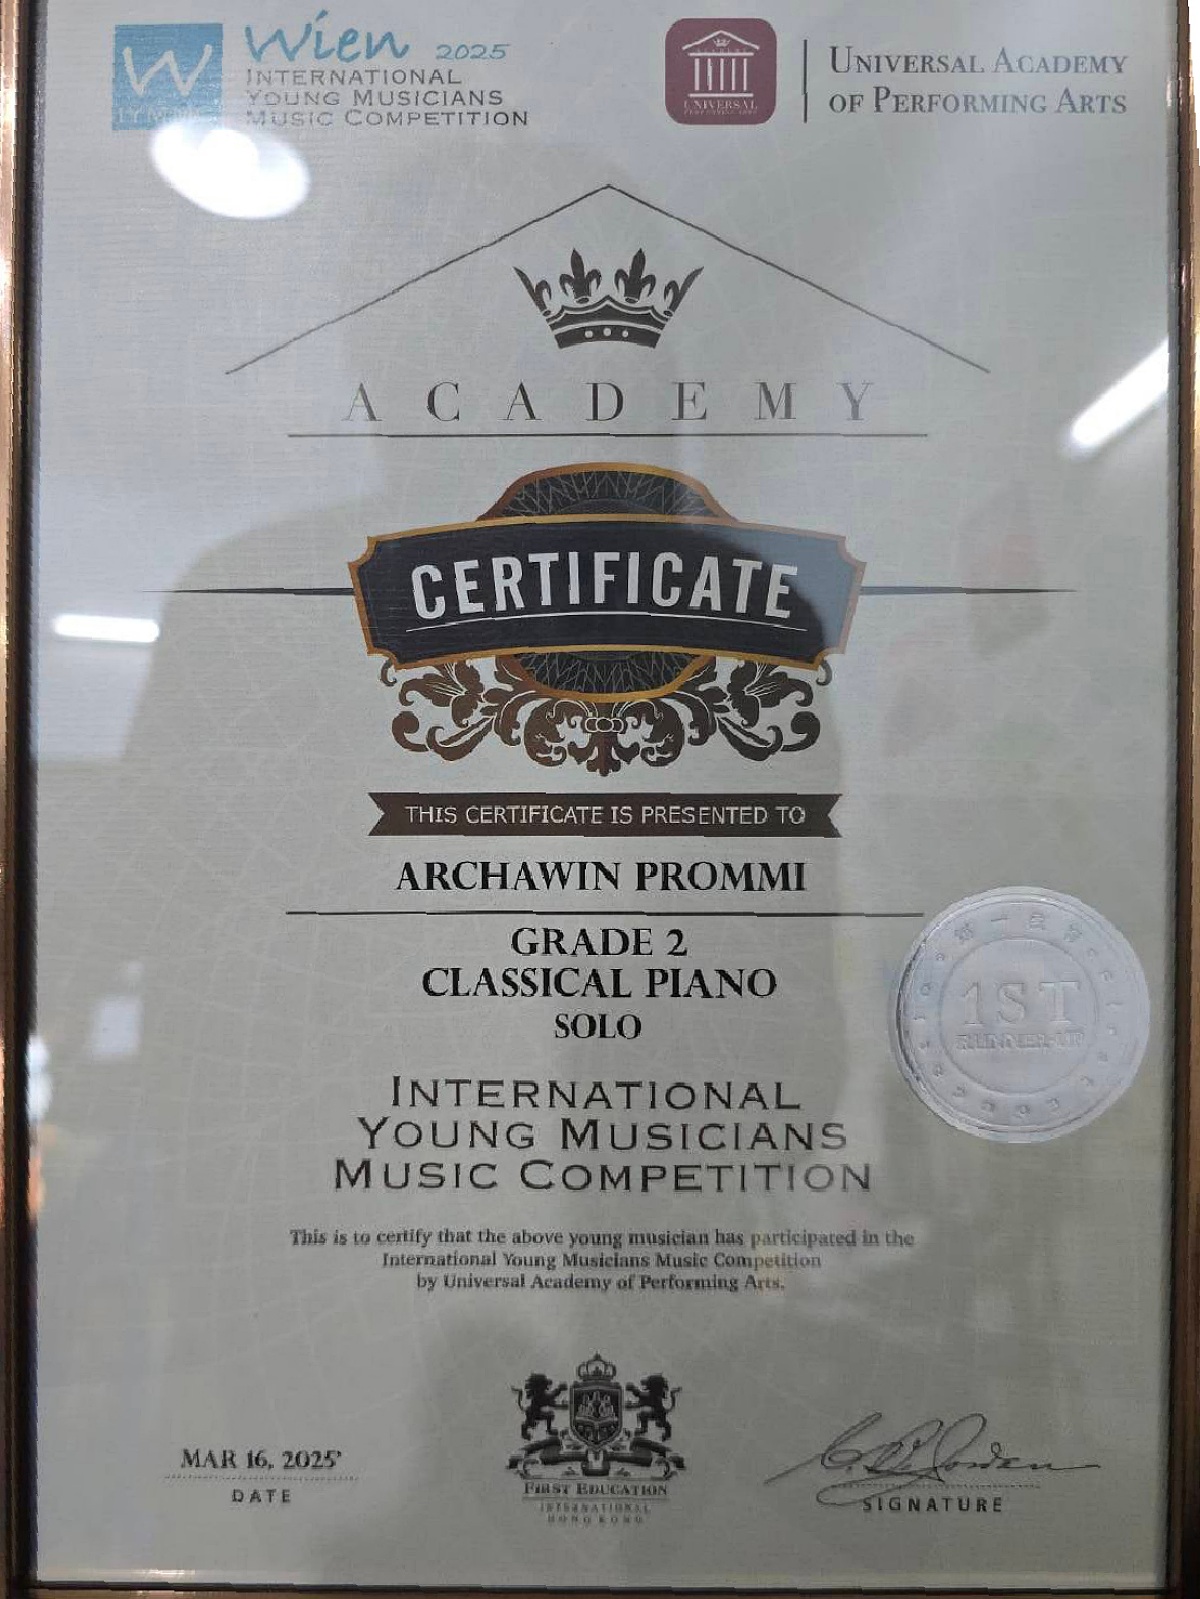 Wien 2025
INTERNATIONAL
YOUNG MUSICIANS
MUSIC COMPETITION
UNIVERSAL
UNIVERSAL ACADEMY
OF PERFORMING ARTS
ACADEMY
CERTIFICATE
THIS CERTIFICATE IS PRESENTED TO
ARCHAWIN PROMMI
GRADE 2
CLASSICAL PIANO
SOLO
1ST
RUNNER-UP
INTERNATIONAL
YOUNG MUSICIANS
MUSIC COMPETITION
This is to certify that the above young musician has participated in the
International Young Musicians Music Competition
by Universal Academy of Performing Arts.
MAR 16, 2025'
DATE
FIRST EDUCATION
INTERNATIONAL
HONG KONG
SIGNATURE